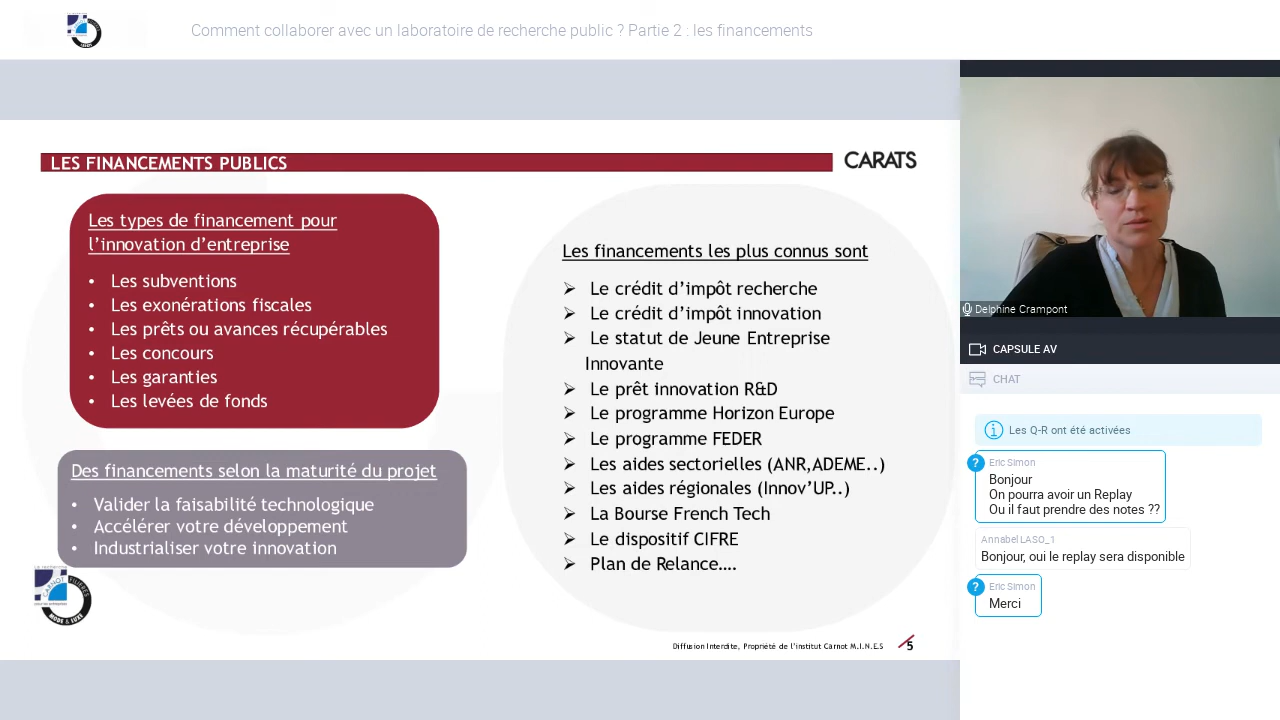 Comment collaborer avec un laboratoire de recherche public ? Partie 2 : les financements
LES FINANCEMENTS PUBLICS
CARATS
Les types de financement pour
l’innovation d’entreprise
• Les subventions
• Les exonérations fiscales
• Les prêts ou avances récupérables
• Les concours
• Les garanties
• Les levées de fonds
Des financements selon la maturité du projet
• Valider la faisabilité technologique
• Accélérer votre développement
• Industrialiser votre innovation
Les financements les plus connus sont
➢ Le crédit d’impôt recherche
➢ Le crédit d’impôt innovation
➢ Le statut de Jeune Entreprise
Innovante
➢ Le prêt innovation R&D
➢ Le programme Horizon Europe
➢ Le programme FEDER
➢ Les aides sectorielles (ANR,ADEME..)
➢ Les aides régionales (Innov’UP..)
➢ La Bourse French Tech
➢ Le dispositif CIFRE
➢ Plan de Relance….
CARNOT
FILIÈRES
MODE & LUXE
Diffusion Interdite, Propriété de l’institut Carnot M.I.N.E.S
5
Delphine Crampont
CAPSULE AV
CHAT
Les Q-R ont été activées
? Eric Simon
Bonjour
On pourra avoir un Replay
Ou il faut prendre des notes ??
Annabel LASO_1
Bonjour, oui le replay sera disponible
? Eric Simon
Merci